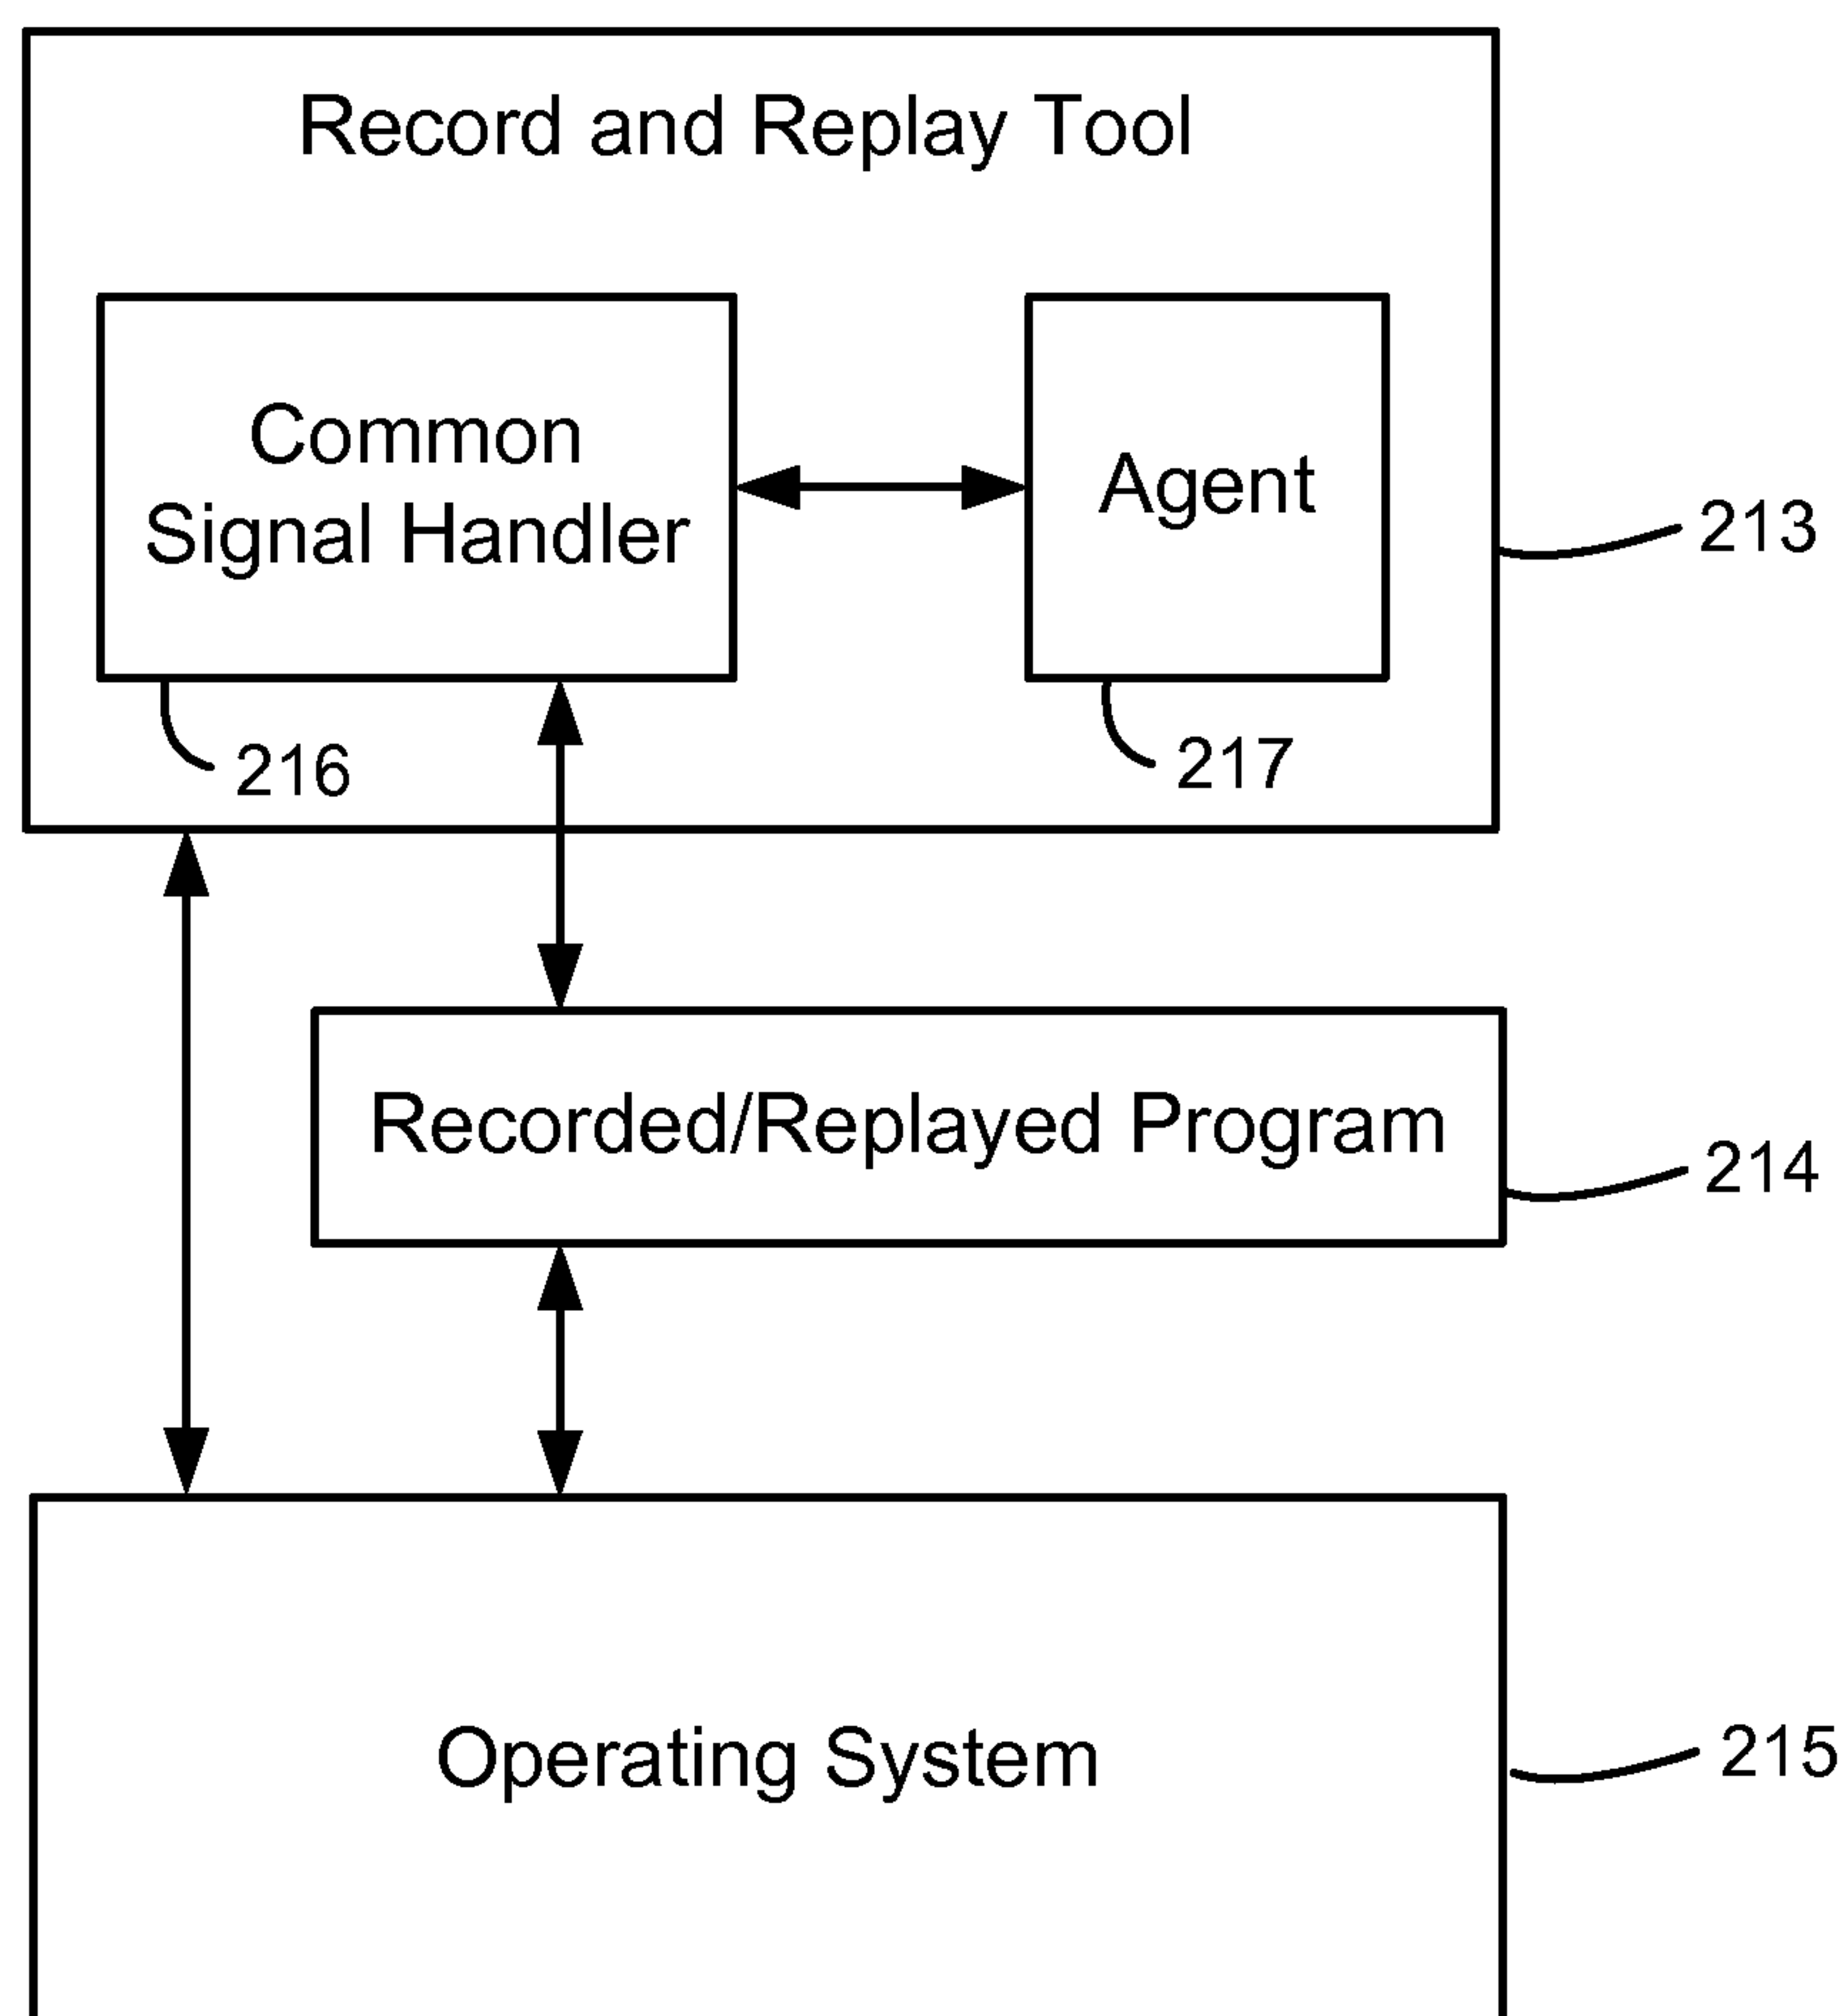 Record and Replay Tool
Common
Signal Handler
Agent
213
216
217
Recorded/Replayed Program
214
Operating System
215